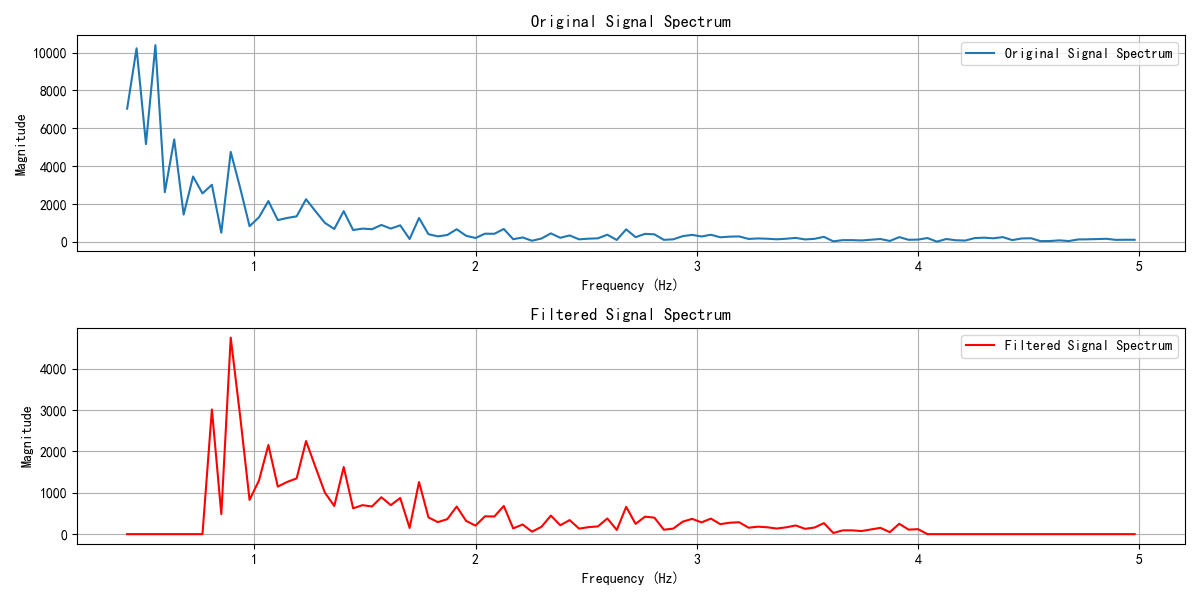 Original Signal Spectrum
10000
8000
6000
4000
2000
0
Magnitude
Original Signal Spectrum
1 2 3 4 5
Frequency (Hz)
Filtered Signal Spectrum
4000
3000
2000
1000
0
Magnitude
Filtered Signal Spectrum
1 2 3 4 5
Frequency (Hz)